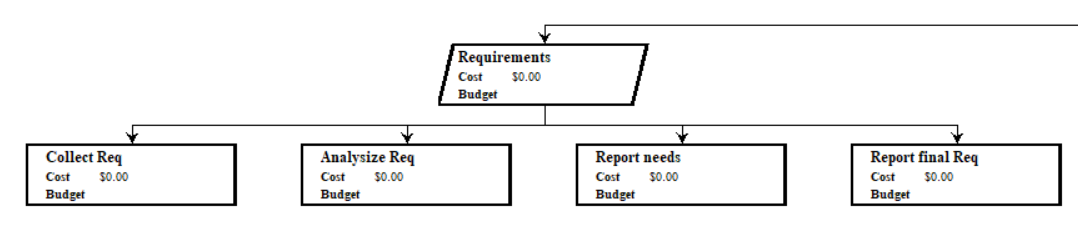 Requirements
Cost $0.00
Budget
Collect Req
Cost $0.00
Budget
Analysize Req
Cost $0.00
Budget
Report needs
Cost $0.00
Budget
Report final Req
Cost $0.00
Budget